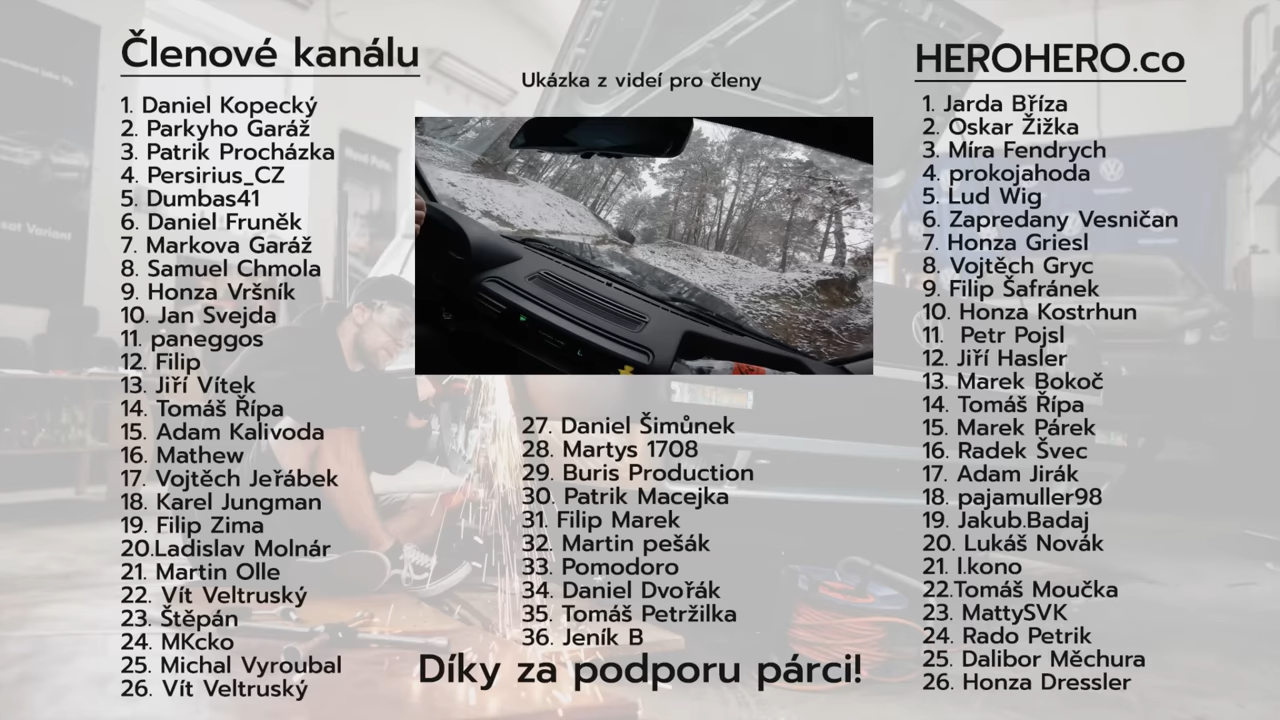 Členové kanálu
1. Daniel Kopecký
2. Parkyho Garáž
3. Patrik Procházka
4. Persirius_CZ
5. Dumbas41
6. Daniel Fruněk
7. Markova Garáž
8. Samuel Chmola
9. Honza Vršník
10. Jan Svejda
11. paneggos
12. Filip
13. Jiří Vítek
14. Tomáš Řípa
15. Adam Kalivoda
16. Mathew
17. Vojtěch Jeřábek
18. Karel Jungman
19. Filip Zima
20.Ladislav Molnár
21. Martin Olle
22. Vít Veltruský
23. Štěpán
24. MKcko
25. Michal Vyroubal
26. Vít Veltruský
Ukázka z videí pro členy
27. Daniel Šimůnek
28. Martys 1708
29. Buris Production
30. Patrik Macejka
31. Filip Marek
32. Martin pešák
33. Pomodoro
34. Daniel Dvořák
35. Tomáš Petržilka
36. Jeník B
Díky za podporu párci!
HEROHERO.co
1. Jarda Bříza
2. Oskar Žižka
3. Míra Fendrych
4. prokojahoda
5. Lud Wig
6. Zapredany Vesničan
7. Honza Griesl
8. Vojtěch Gryc
9. Filip Šafránek
10. Honza Kostrhun
11. Petr Pojsl
12. Jiří Hasler
13. Marek Bokoč
14. Tomáš Řípa
15. Marek Párek
16. Radek Švec
17. Adam Jirák
18. pajamuller98
19. Jakub.Badaj
20. Lukáš Novák
21. l.kono
22.Tomáš Moučka
23. MattySVK
24. Rado Petrik
25. Dalibor Měchura
26. Honza Dressler